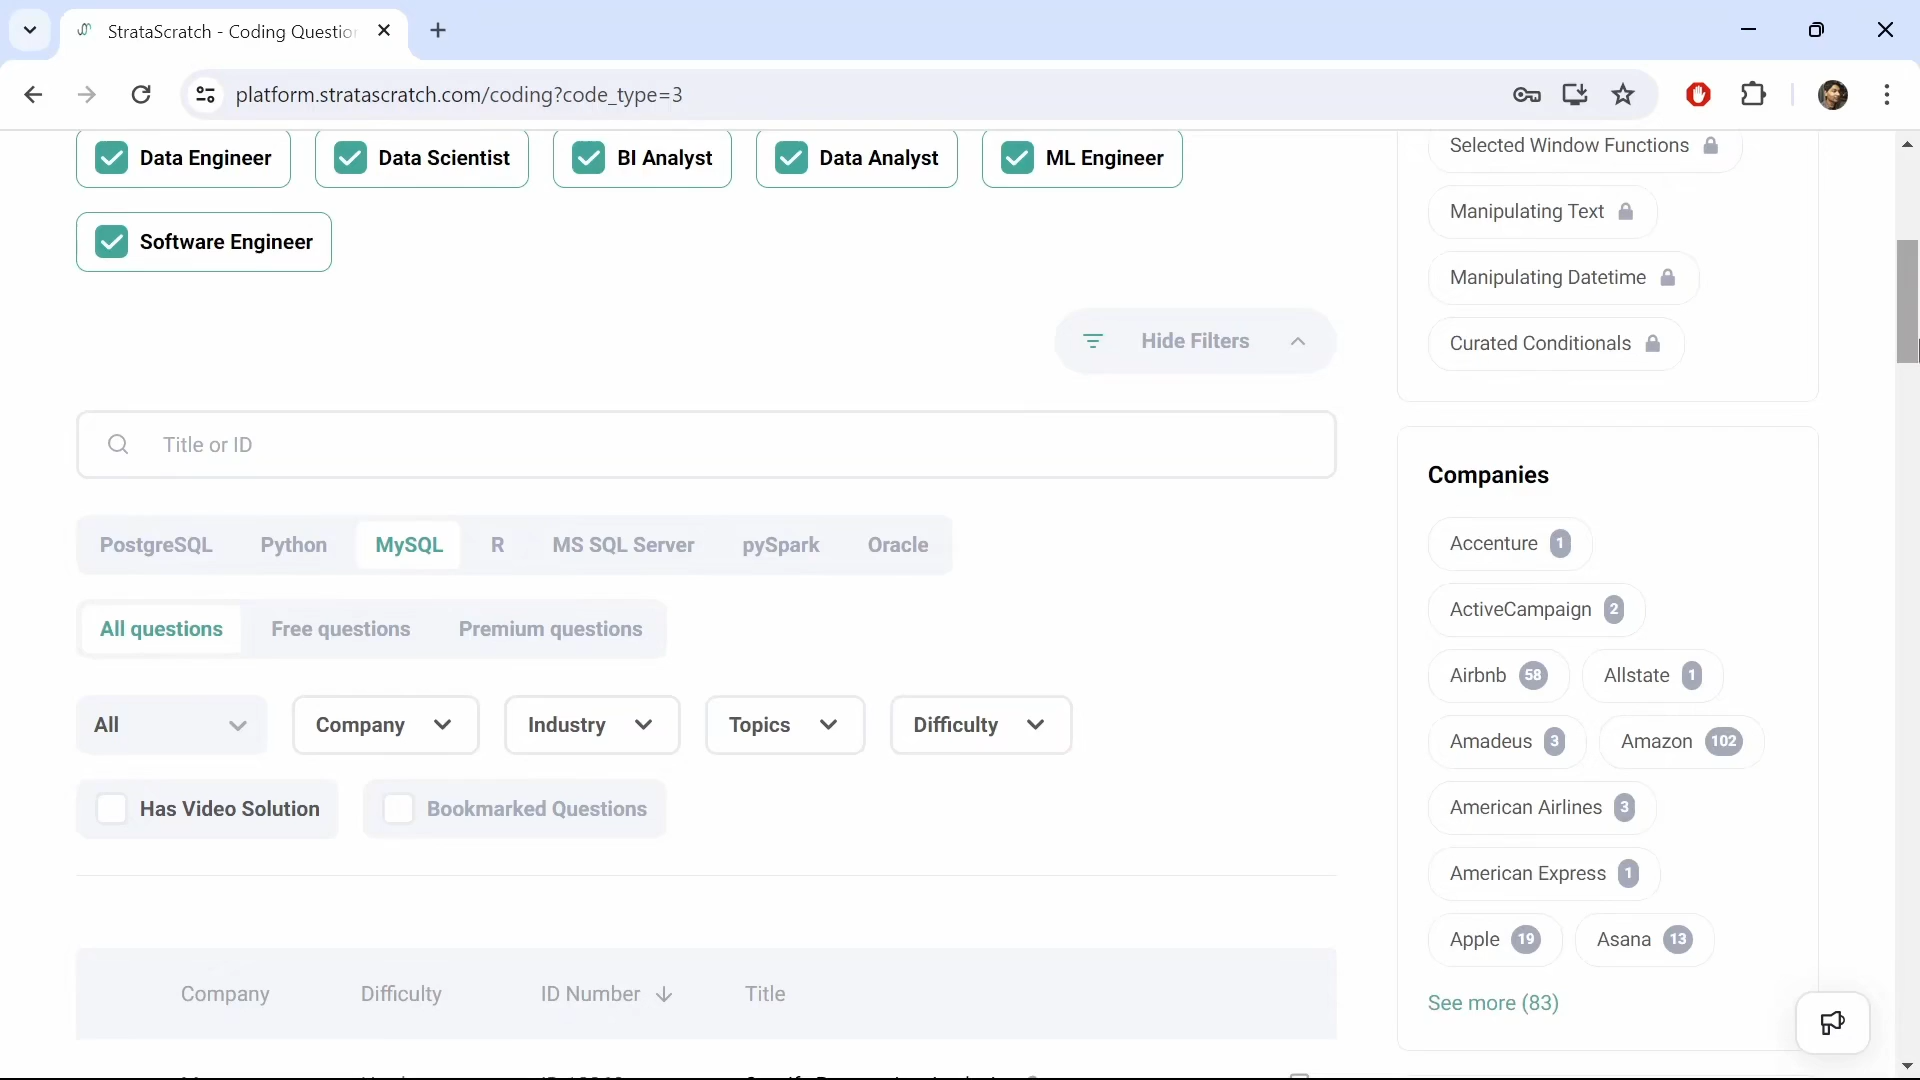 StrataScratch - Coding Questio
platform.stratascratch.com/coding?code_type=3
Data Engineer
Data Scientist
BI Analyst
Data Analyst
ML Engineer
Software Engineer
Hide Filters
Title or ID
PostgreSQL
Python
MySQL
R
MS SQL Server
pySpark
Oracle
All questions
Free questions
Premium questions
All
Company
Industry
Topics
Difficulty
Has Video Solution
Bookmarked Questions
Company
Difficulty
ID Number
Title
Selected Window Functions
Manipulating Text
Manipulating Datetime
Curated Conditionals
Companies
Accenture 1
ActiveCampaign 2
Airbnb 58
Allstate 1
Amadeus 3
Amazon 102
American Airlines 3
American Express 1
Apple 19
Asana 13
See more (83)